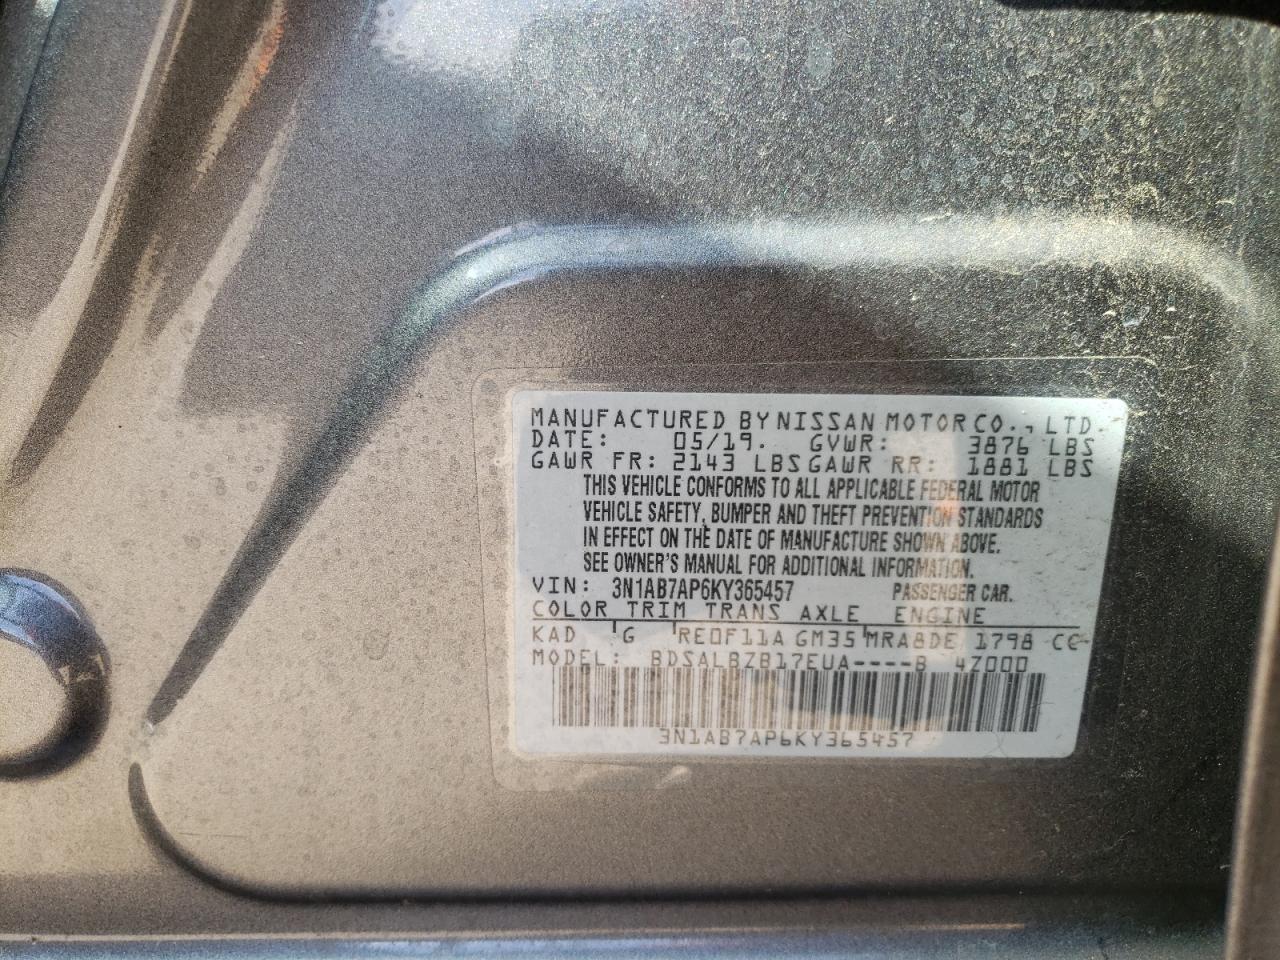 MANUFACTURED BY NISSAN MOTOR CO., LTD.
DATE: 05/19. GVWR: 3876 LBS
GAWR FR: 2143 LBS GAWR RR: 1881 LBS
THIS VEHICLE CONFORMS TO ALL APPLICABLE FEDERAL MOTOR
VEHICLE SAFETY, BUMPER AND THEFT PREVENTION STANDARDS
IN EFFECT ON THE DATE OF MANUFACTURE SHOWN ABOVE.
SEE OWNER'S MANUAL FOR ADDITIONAL INFORMATION.
VIN: 3N1AB7AP6KY365457 PASSENGER CAR.
COLOR TRIM TRANS AXLE ENGINE
KAD 'G 'RE0F11A GM35'MRA8DE 1798 CC
MODEL: BDSALBZB17EUA----B 4Z000
3N1AB7AP6KY365457